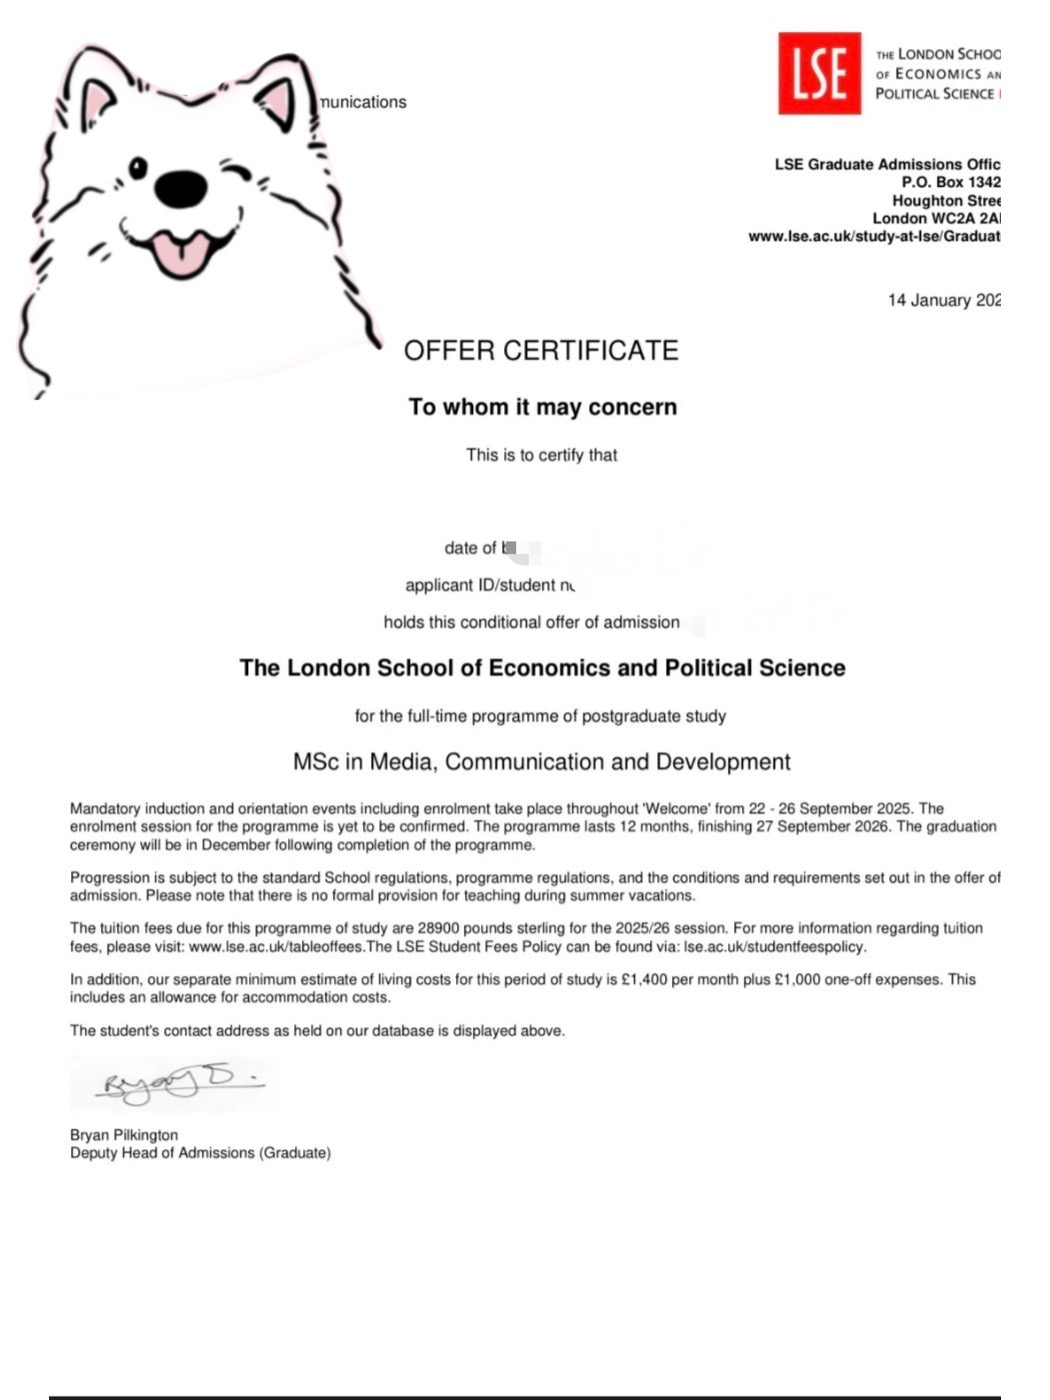 LSE
THE LONDON SCHOO
OF ECONOMICS AN
POLITICAL SCIENCE
munications
LSE Graduate Admissions Offic
P.O. Box 1342
Houghton Stree
London WC2A 2A
www.lse.ac.uk/study-at-lse/Graduat
14 January 202
OFFER CERTIFICATE
To whom it may concern
This is to certify that
date of
applicant ID/student
holds this conditional offer of admission
The London School of Economics and Political Science
for the full-time programme of postgraduate study
MSc in Media, Communication and Development
Mandatory induction and orientation events including enrolment take place throughout 'Welcome' from 22 - 26 September 2025. The
enrolment session for the programme is yet to be confirmed. The programme lasts 12 months, finishing 27 September 2026. The graduation
ceremony will be in December following completion of the programme.
Progression is subject to the standard School regulations, programme regulations, and the conditions and requirements set out in the offer of
admission. Please note that there is no formal provision for teaching during summer vacations.
The tuition fees due for this programme of study are 28900 pounds sterling for the 2025/26 session. For more information regarding tuition
fees, please visit: www.lse.ac.uk/tableoffees.The LSE Student Fees Policy can be found via: lse.ac.uk/studentfeespolicy.
In addition, our separate minimum estimate of living costs for this period of study is £1,400 per month plus £1,000 one-off expenses. This
includes an allowance for accommodation costs.
The student's contact address as held on our database is displayed above.
Bryan Pilkington
Deputy Head of Admissions (Graduate)